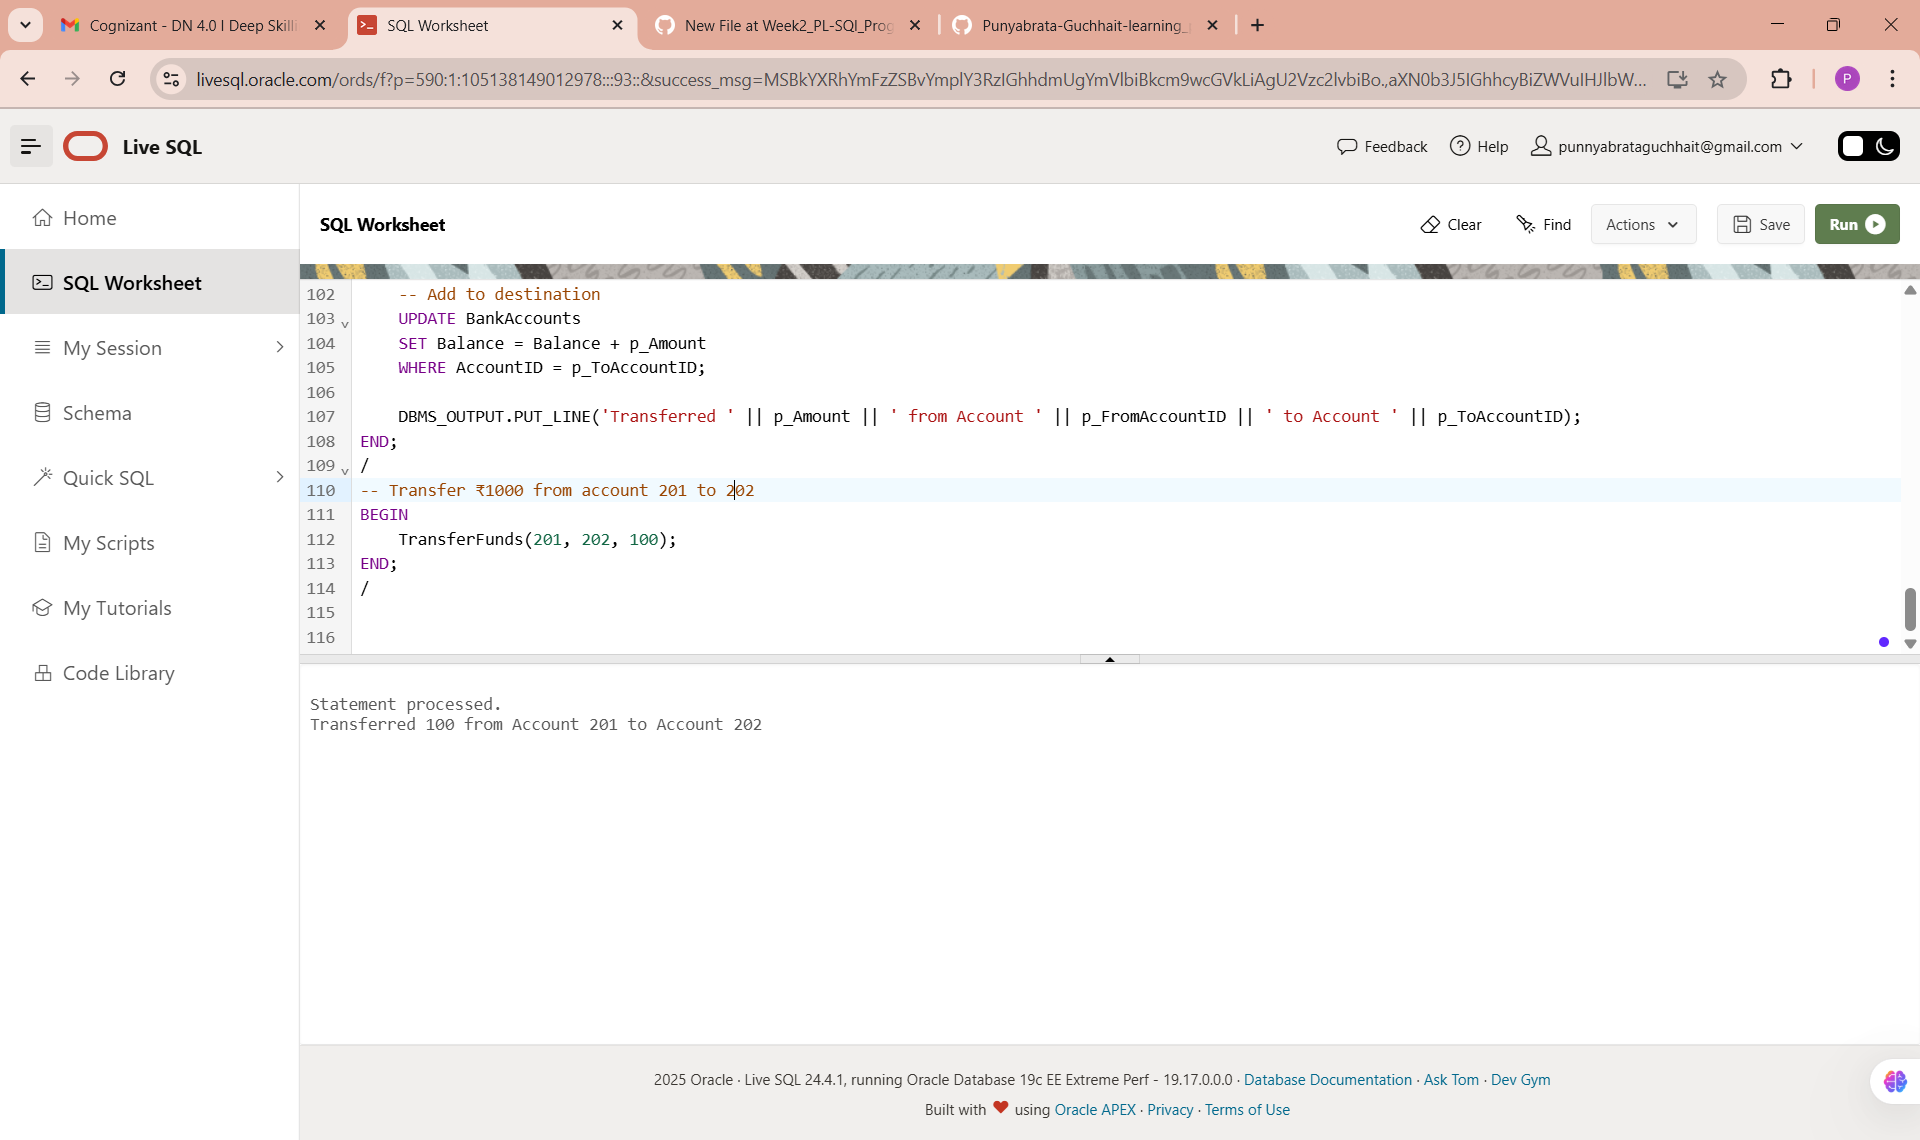 Cognizant - DN 4.0 | Deep Skilli
SQL Worksheet
New File at Week2_PL-SQl_Prog
Punyabrata-Guchhait-learning_
livesql.oracle.com/ords/f?p=590:1:105138149012978:::93::&success_msg=MSBkYXRhYmFzZSBvYmplY3RzIGhhdmUgYmVlbiBkcm9wcGVkLiAgU2Vzc2lvbiBo.,aXN0b3J5IGhhcyBiZWVuIHJlbW...
P
Live SQL
Feedback
Help
punnyabrataguchhait@gmail.com
Home
SQL Worksheet
My Session
Schema
Quick SQL
My Scripts
My Tutorials
Code Library
SQL Worksheet
Clear
Find
Actions
Save
Run
102 -- Add to destination
103 UPDATE BankAccounts
104 SET Balance = Balance + p_Amount
105 WHERE AccountID = p_ToAccountID;
106
107 DBMS_OUTPUT.PUT_LINE('Transferred ' || p_Amount || ' from Account ' || p_FromAccountID || ' to Account ' || p_ToAccountID);
108 END;
109 /
110 -- Transfer ₹1000 from account 201 to 202
111 BEGIN
112 TransferFunds(201, 202, 100);
113 END;
114 /
115
116
Statement processed.
Transferred 100 from Account 201 to Account 202
2025 Oracle · Live SQL 24.4.1, running Oracle Database 19c EE Extreme Perf - 19.17.0.0.0 · Database Documentation · Ask Tom · Dev Gym
Built with ❤ using Oracle APEX · Privacy · Terms of Use